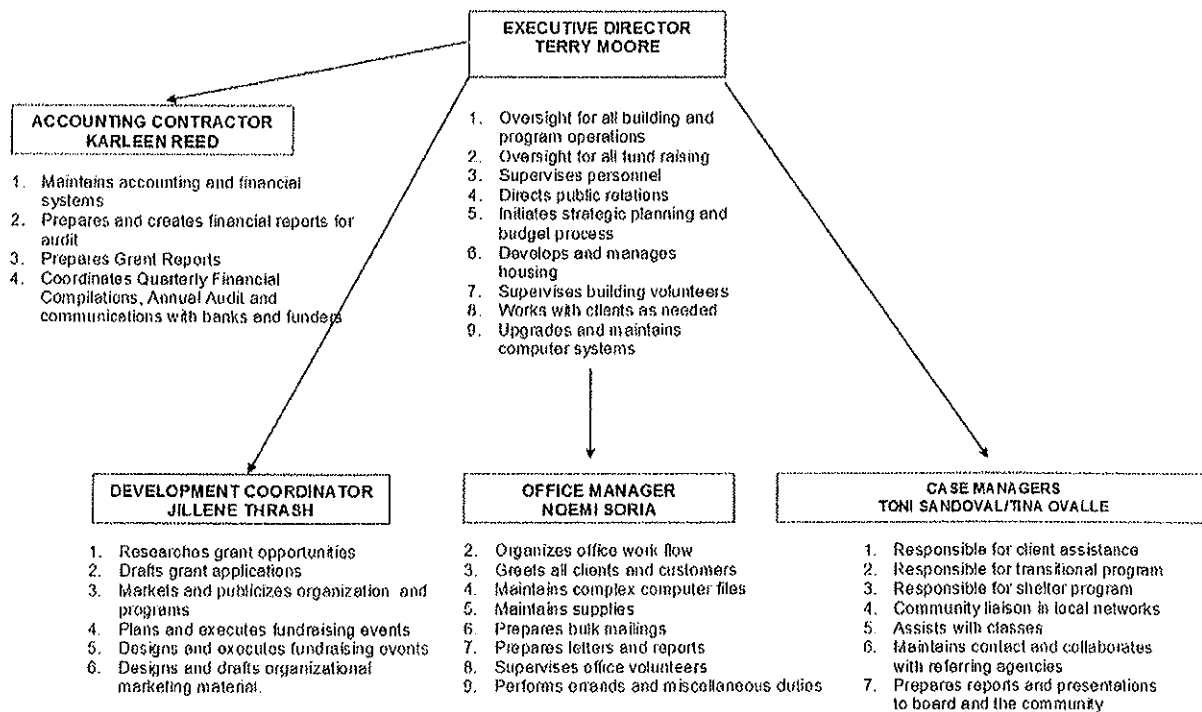 EXECUTIVE DIRECTOR
TERRY MOORE
1. Oversight for all building and
program operations
2. Oversight for all fund raising
3. Supervises personnel
4. Directs public relations
5. Initiates strategic planning and
budget process
6. Develops and manages
housing
7. Supervises building volunteers
8. Works with clients as needed
9. Upgrades and maintains
computer systems
ACCOUNTING CONTRACTOR
KARLEEN REED
1. Maintains accounting and financial
systems
2. Prepares and creates financial reports for
audit
3. Prepares Grant Reports
4. Coordinates Quarterly Financial
Compilations, Annual Audit and
communications with banks and funders
DEVELOPMENT COORDINATOR
JILLENE THRASH
1. Researches grant opportunities
2. Drafts grant applications
3. Markets and publicizes organization and
programs
4. Plans and executes fundraising events
5. Designs and executes fundraising events
6. Designs and drafts organizational
marketing material.
OFFICE MANAGER
NOEMI SORIA
2. Organizes office work flow
3. Greets all clients and customers
4. Maintains complex computer files
5. Maintains supplies
6. Prepares bulk mailings
7. Prepares letters and reports
8. Supervises office volunteers
9. Performs errands and miscellaneous duties
CASE MANAGERS
TONI SANDOVAL/TINA OVALLE
1. Responsible for client assistance
2. Responsible for transitional program
3. Responsible for shelter program
4. Community liaison in local networks
5. Assists with classes
6. Maintains contact and collaborates
with referring agencies
7. Prepares reports and presentations
to board and the community